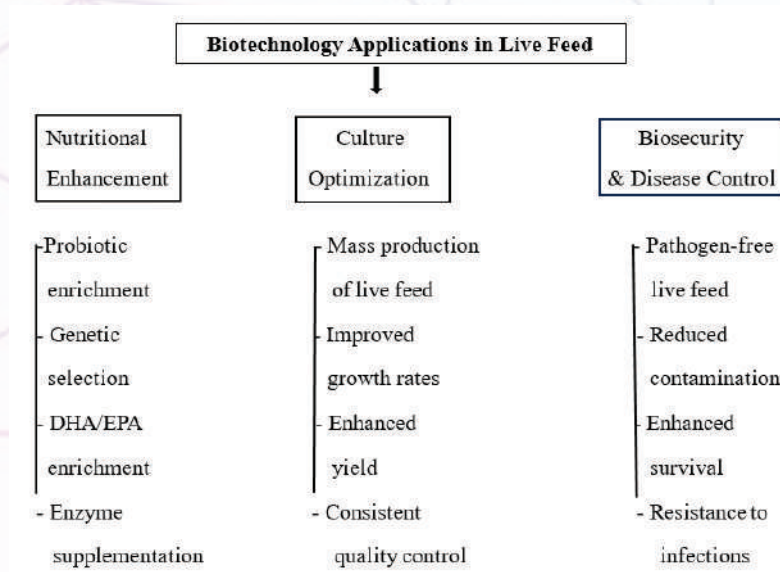 Biotechnology Applications in Live Feed
Nutritional
Enhancement
-Probiotic
enrichment
- Genetic
selection
- DHA/EPA
enrichment
- Enzyme
supplementation
Culture
Optimization
- Mass production
of live feed
- Improved
growth rates
- Enhanced
yield
- Consistent
quality control
Biosecurity
& Disease Control
- Pathogen-free
live feed
- Reduced
contamination
- Enhanced
survival
- Resistance to
infections